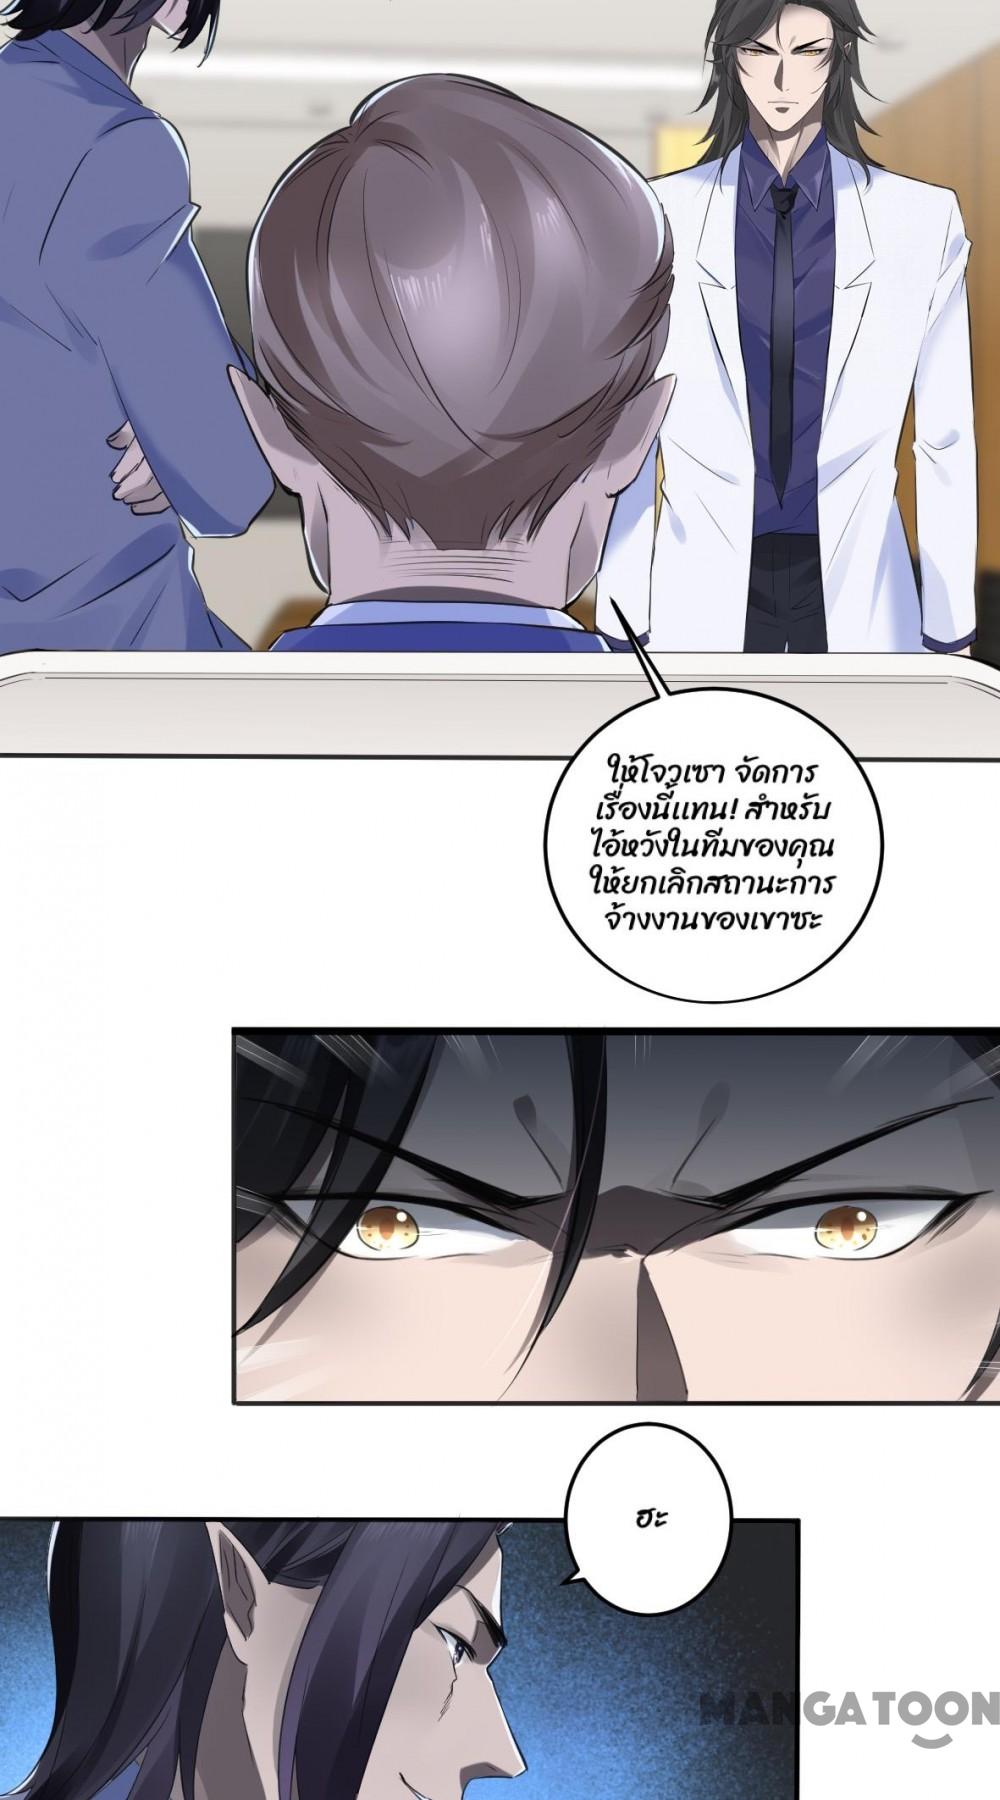 ให้โจวเซา จัดการ
เรื่องนี้แทน! สำหรับ
ไอ้หวังในทีมของคุณ
ให้ยกเลิกสถานะการ
จ้างงานของเขาซะ
ฮะ
MANGATOON